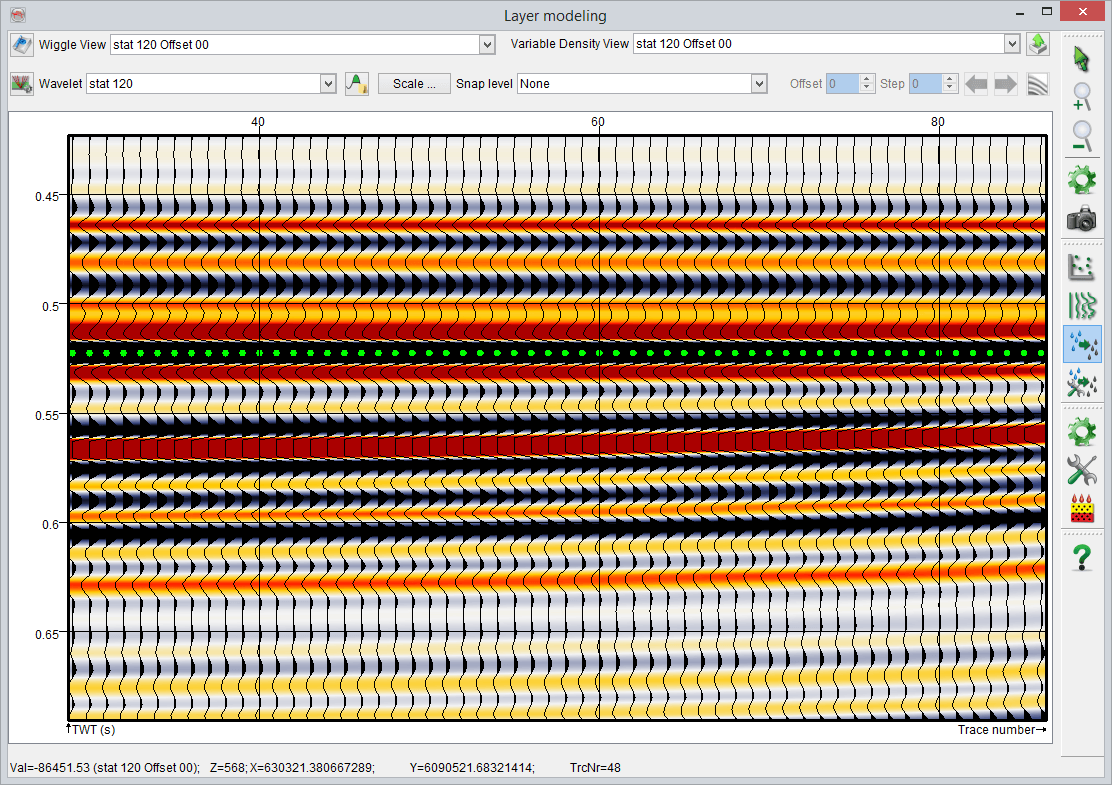 Layer modeling
Wiggle View stat 120 Offset 00 Variable Density View stat 120 Offset 00
Wavelet stat 120 Scale ... Snap level None Offset 0 Step 0
40 60 80
0.45
0.5
0.55
0.6
0.65
TWT (s) Trace number
Val=-86451.53 (stat 120 Offset 00); Z=568; X=630321.380667289; Y=6090521.68321414; TrcNr=48